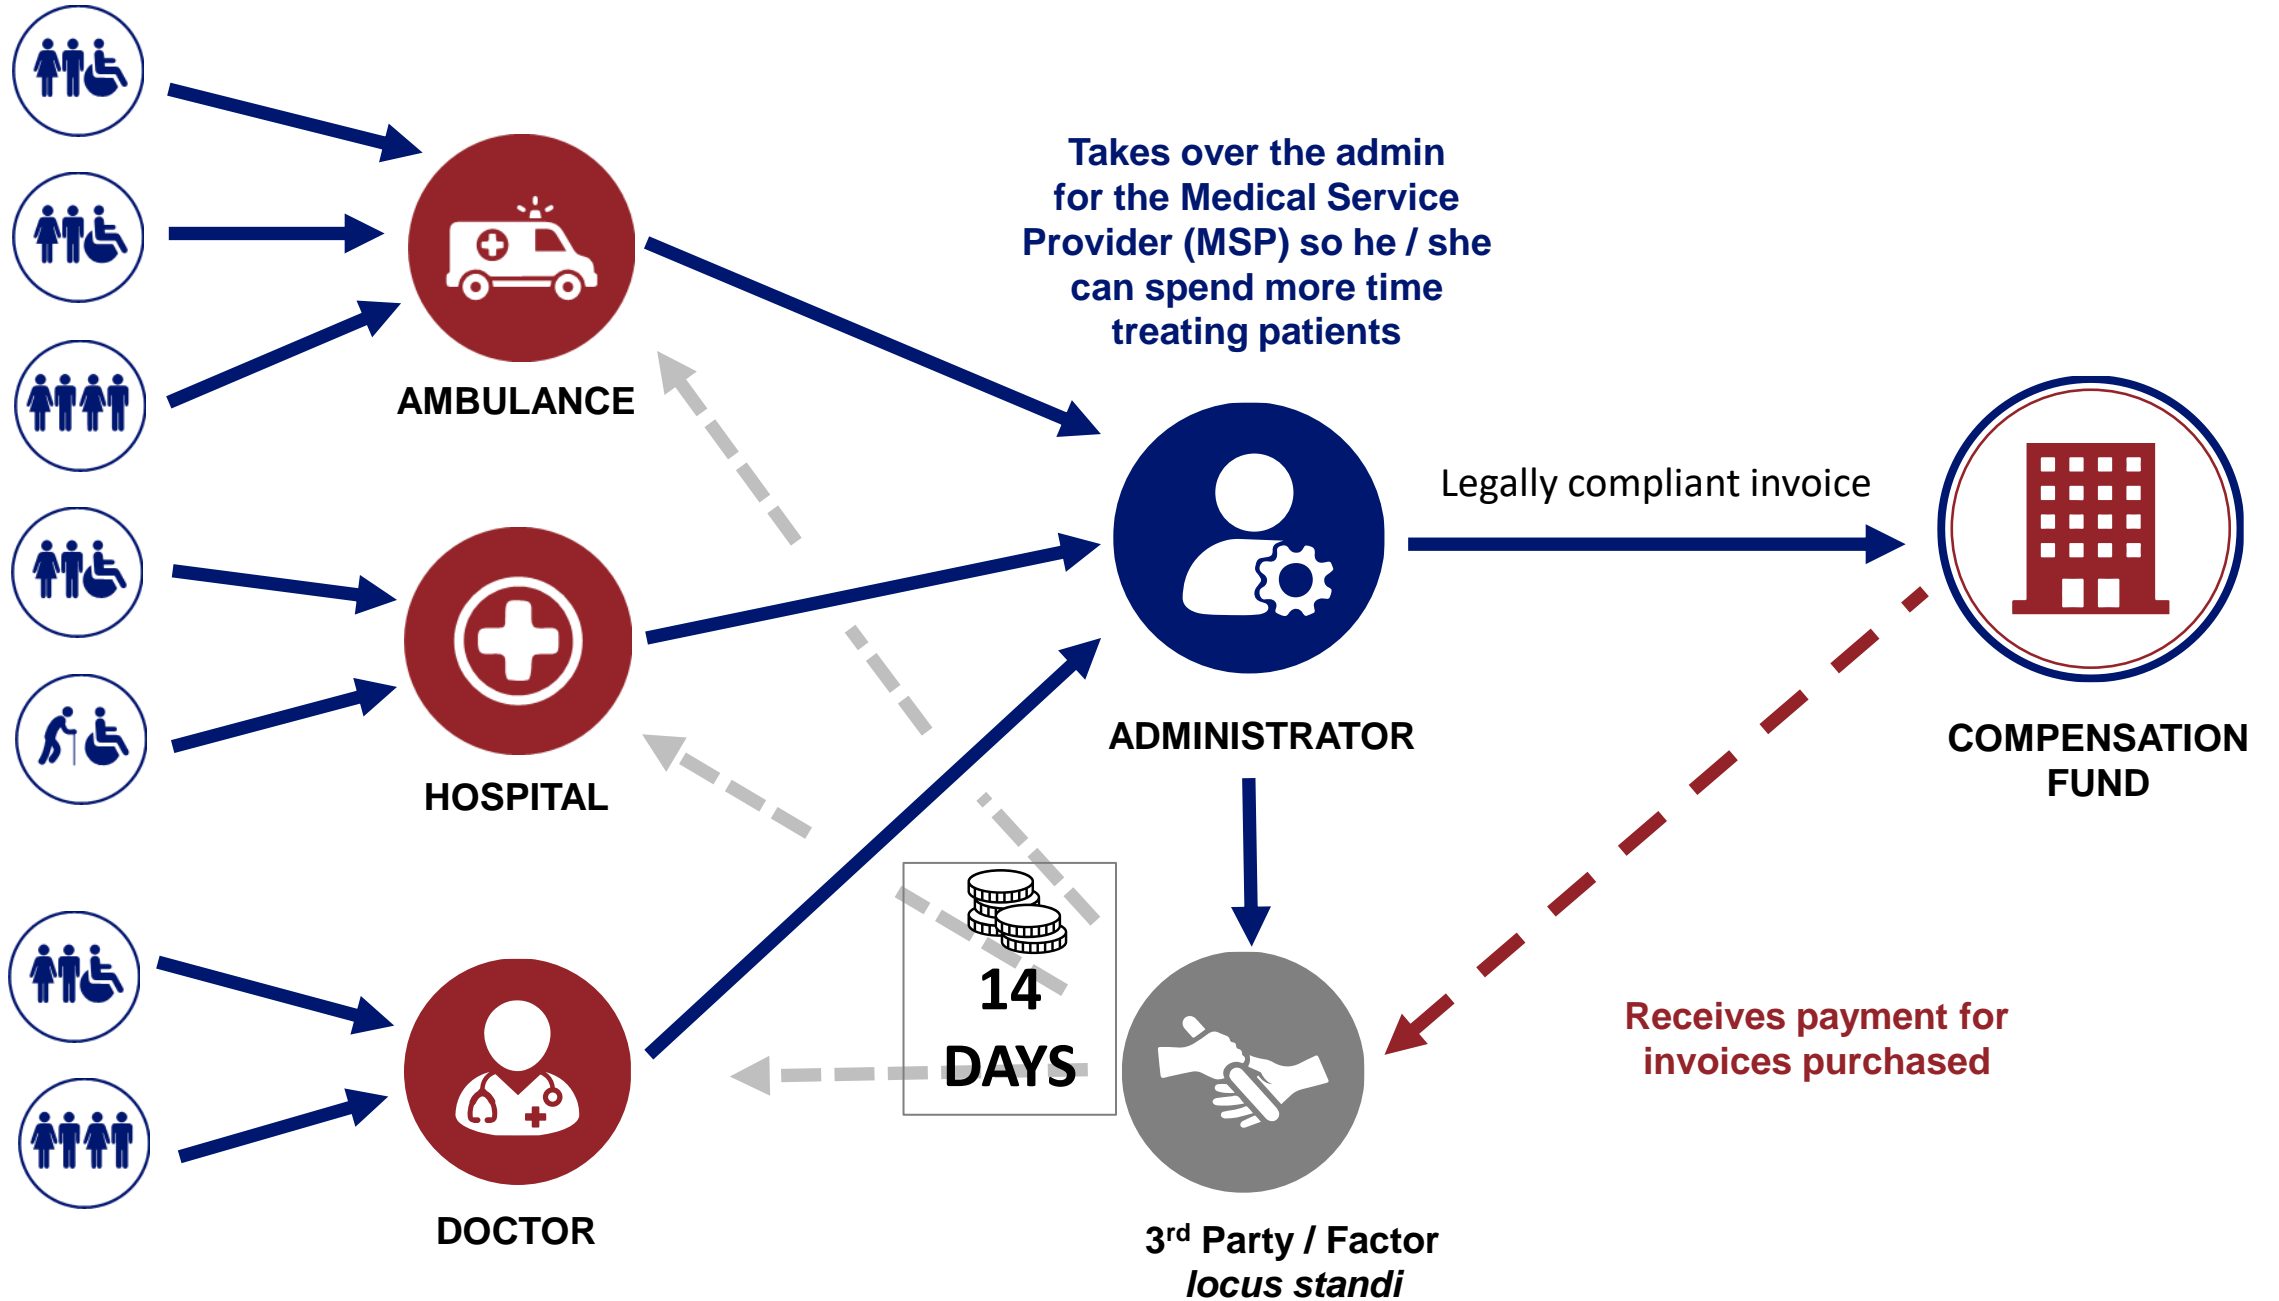 Takes over the admin
for the Medical Service
Provider (MSP) so he / she
can spend more time
treating patients
AMBULANCE
Legally compliant invoice
ADMINISTRATOR
COMPENSATION
FUND
HOSPITAL
14
DAYS
Receives payment for
invoices purchased
DOCTOR
3rd Party / Factor
locus standi